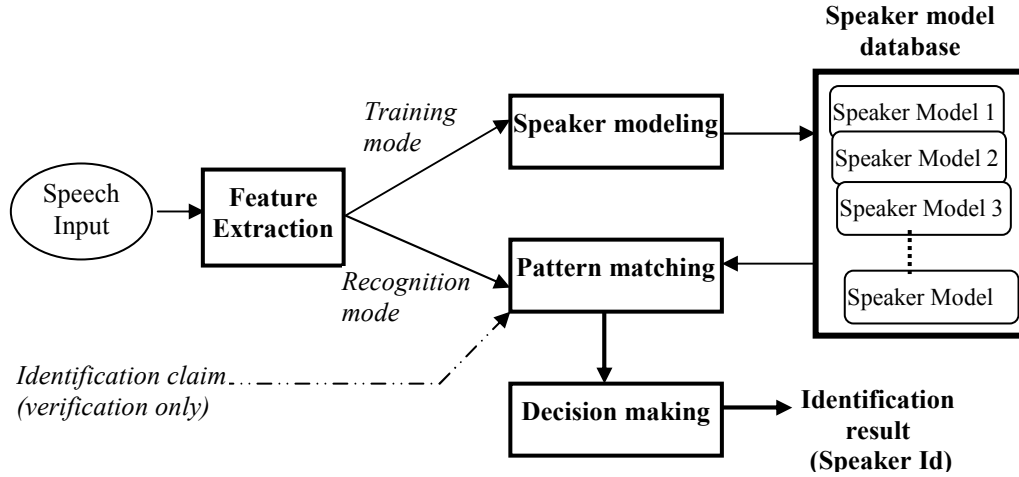 Speaker model
database
Training
mode
Speaker modeling
Speaker Model 1
Speaker Model 2
Speaker Model 3
Speaker Model
Speech
Input
Feature
Extraction
Recognition
mode
Pattern matching
Identification claim
(verification only)
Decision making
Identification
result
(Speaker Id)